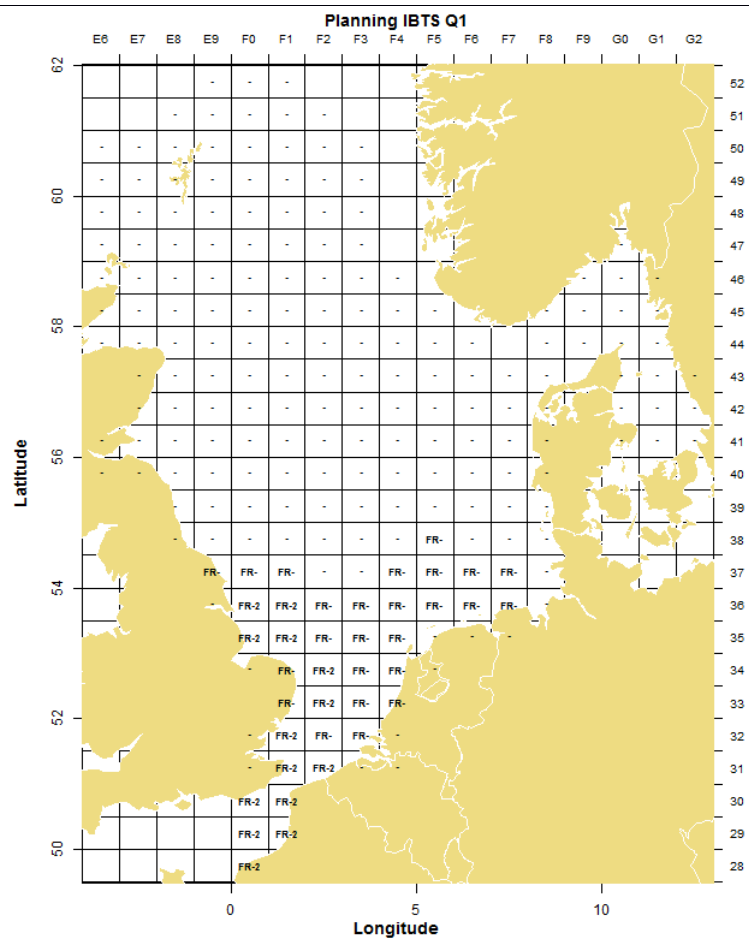 Planning IBTS Q1
E6 E7 E8 E9 F0 F1 F2 F3 F4 F5 F6 F7 F8 F9 G0 G1 G2
62
- - - 52
- - - - - 51
- - - - - - - 50
- - - - - - - - 49
60
- - - - - - - - 48
- - - - - - - - - 47
- - - - - - - - - - - - 46
- - - - - - - - - - - - - 45
58
- - - - - - - - - - - - - - - - 44
- - - - - - - - - - - - - - 43
- - - - - - - - - - - - - - - 42
- - - - - - - - - - - - - - - 41
56
- - - - - - - - - - - - - 40
- - - - - - - - - - - 39
- - - - - - - FR- - - - 38
FR- FR- FR- - - FR- FR- FR- FR- - 37
54
- FR-2 FR-2 FR- FR- FR- FR- FR- FR- - 36
FR-2 FR-2 FR- FR- FR- - - - 35
- FR- FR-2 FR- FR- - 34
FR- FR-2 FR- FR- 33
52
- FR-2 FR- FR- - 32
- FR-2 FR-2 - - 31
FR-2 FR-2 30
FR-2 FR-2 29
50
FR-2 28
0 5 10
Latitude
Longitude